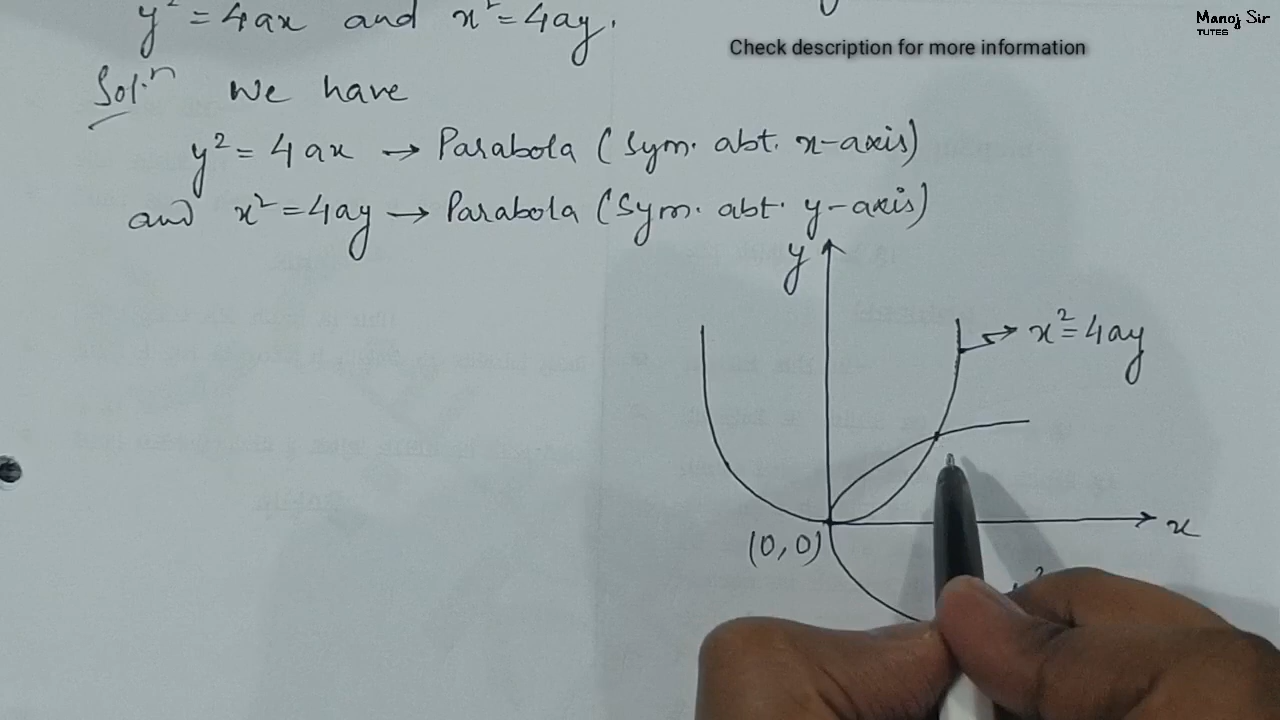 y² = 4ax and x² = 4ay.
Manoj Sir
TUTES
Check description for more information
Solⁿ. We have
y² = 4ax → Parabola (Sym. abt. x-axis)
and x² = 4ay → Parabola (Sym. abt. y-axis)
y
x² = 4ay
x
(0,0)